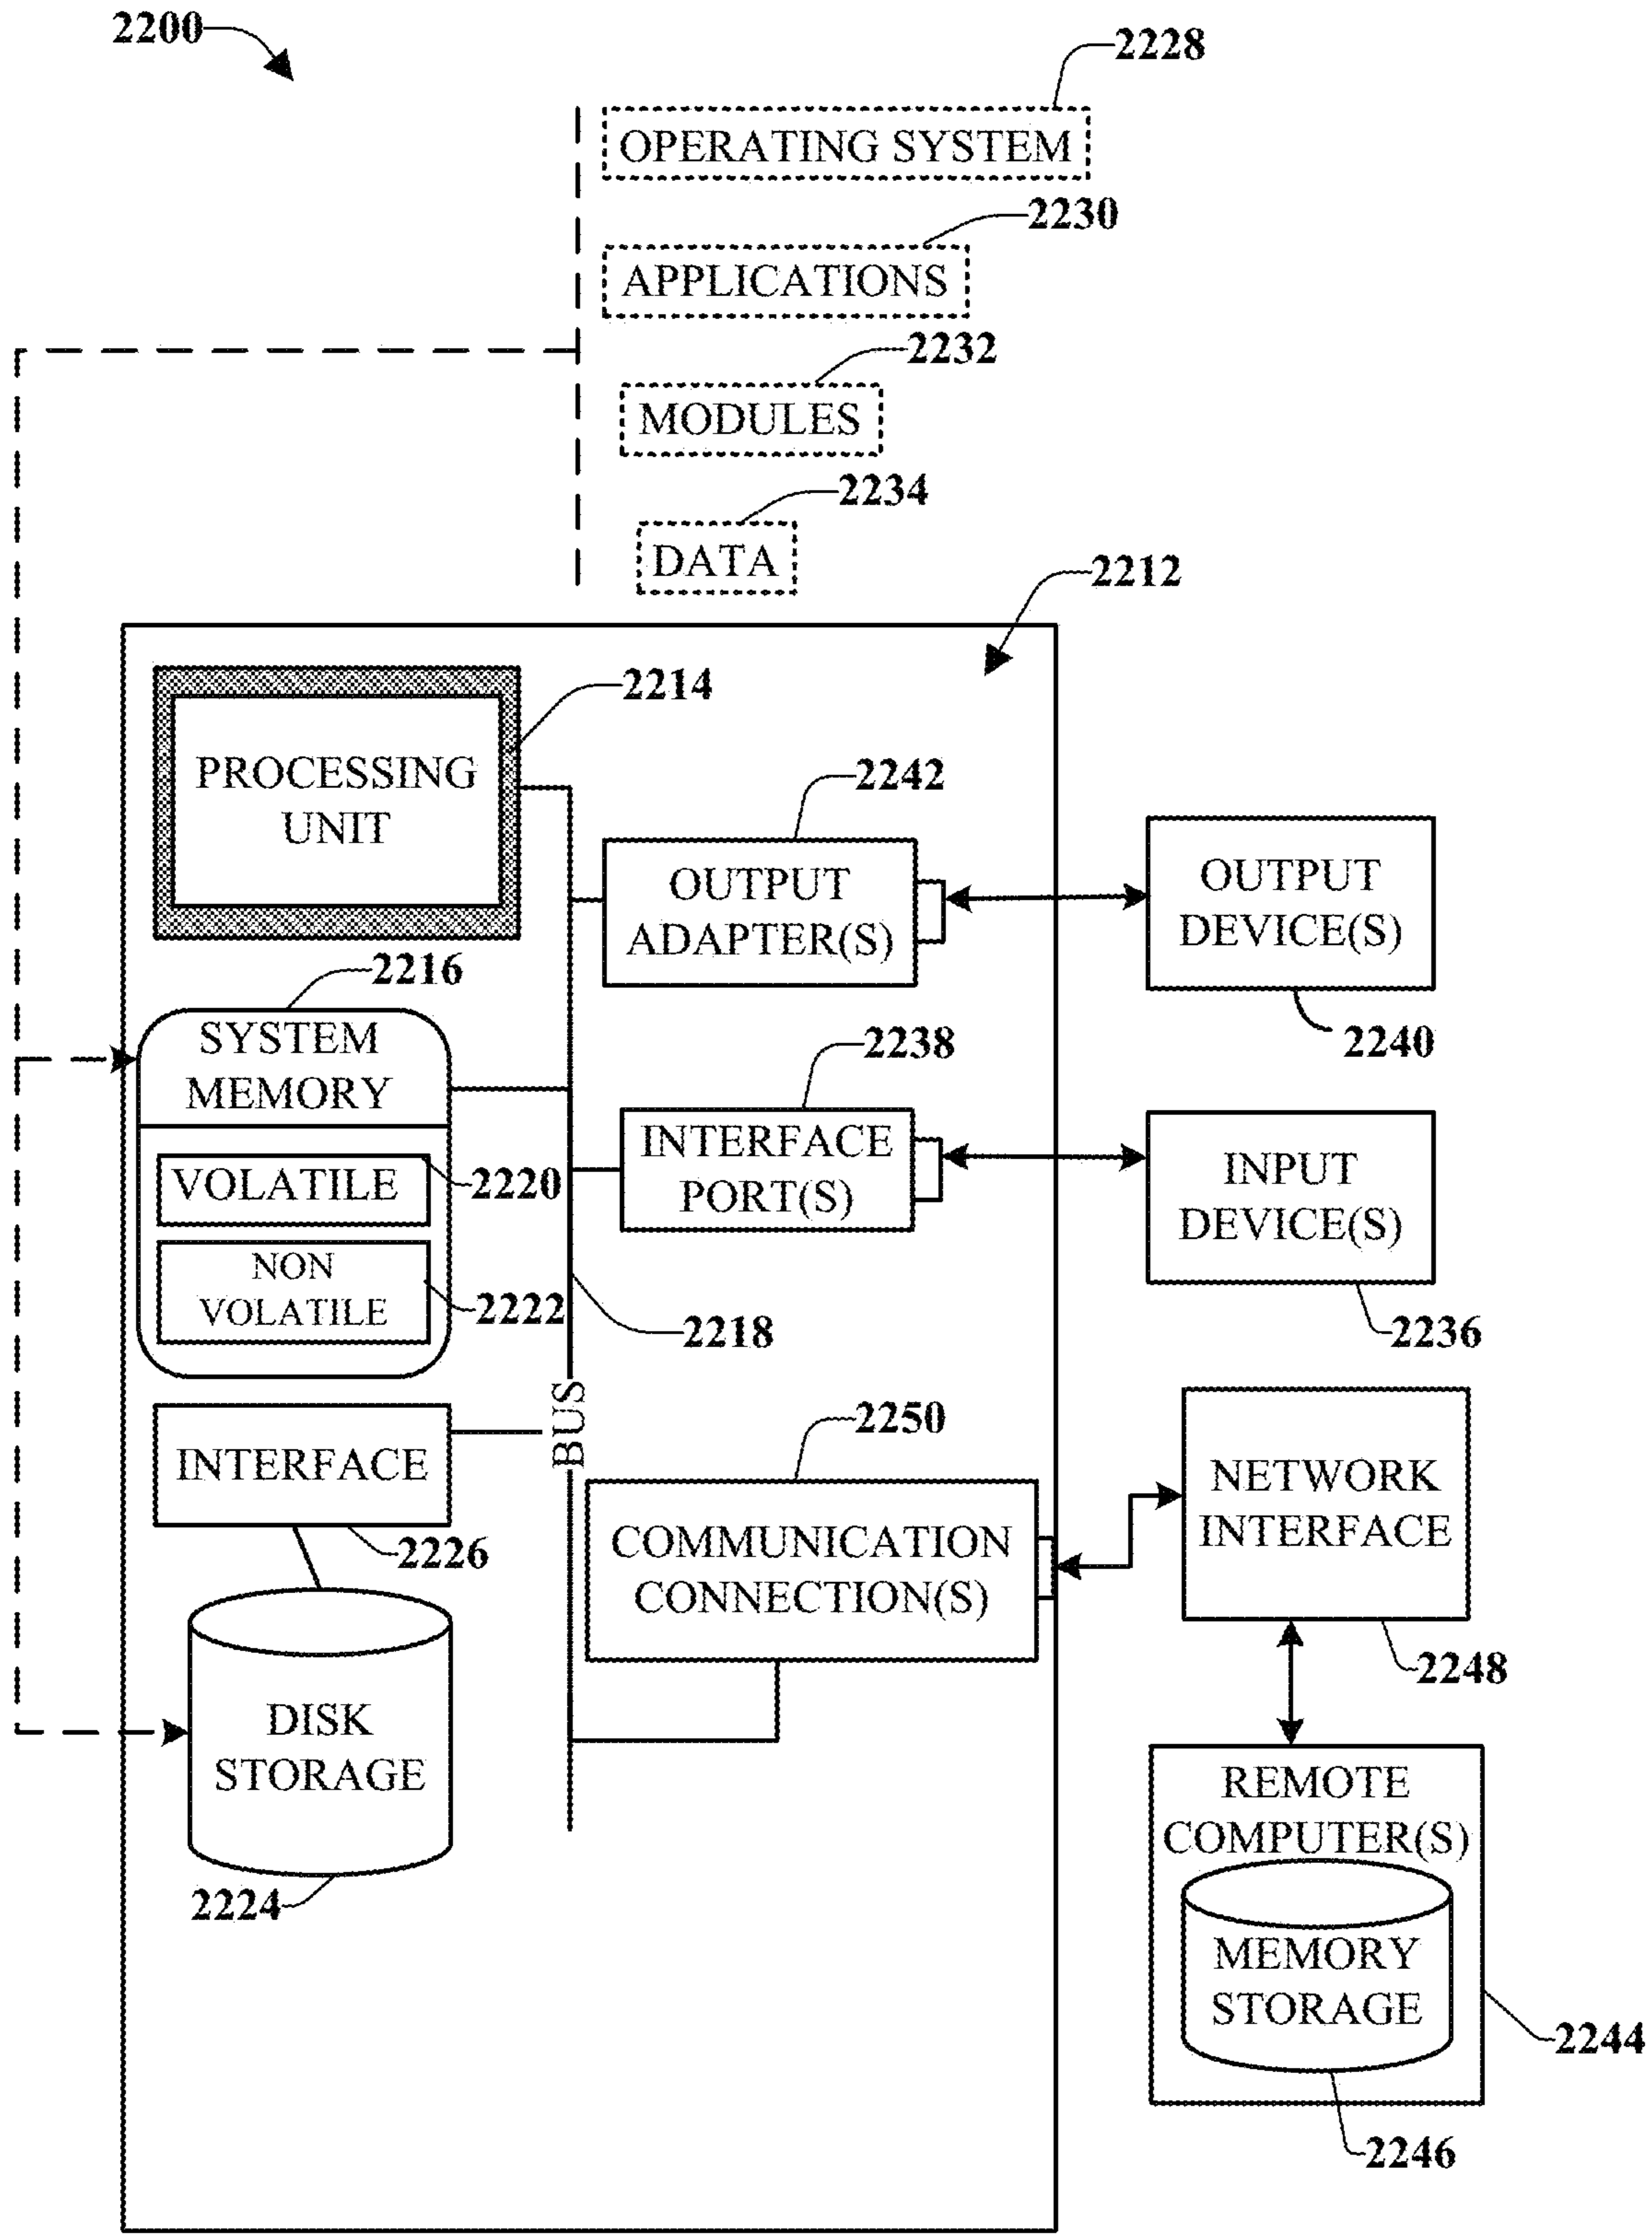 2200
2228
OPERATING SYSTEM
2230
APPLICATIONS
2232
MODULES
2234
DATA
2212
2214
PROCESSING
UNIT
2242
OUTPUT
ADAPTER(S)
OUTPUT
DEVICE(S)
2240
2216
SYSTEM
MEMORY
2238
INTERFACE
PORT(S)
INPUT
DEVICE(S)
2236
VOLATILE
2220
NON
VOLATILE
2222
2218
BUS
INTERFACE
2226
2250
COMMUNICATION
CONNECTION(S)
NETWORK
INTERFACE
2248
DISK
STORAGE
2224
REMOTE
COMPUTER(S)
MEMORY
STORAGE
2244
2246